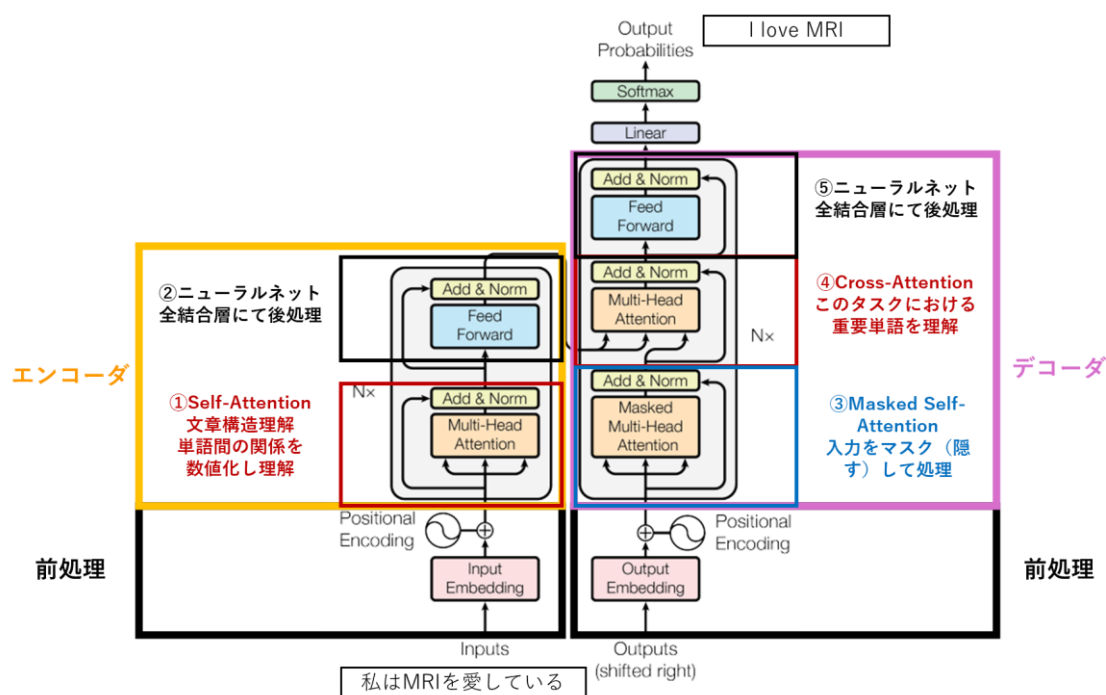 Output
Probabilities
I love MRI
Softmax
Linear
Add & Norm
Feed
Forward
⑤ニューラルネット
全結合層にて後処理
Add & Norm
Multi-Head
Attention
N×
④Cross-Attention
このタスクにおける
重要単語を理解
デコーダ
Add & Norm
Masked
Multi-Head
Attention
③Masked Self-
Attention
入力をマスク（隠
す）して処理
②ニューラルネット
全結合層にて後処理
Add & Norm
Feed
Forward
エンコーダ
①Self-Attention
文章構造理解
単語間の関係を
数値化し理解
N×
Add & Norm
Multi-Head
Attention
Positional
Encoding
Positional
Encoding
前処理
Input
Embedding
Output
Embedding
前処理
Inputs
Outputs
(shifted right)
私はMRIを愛している